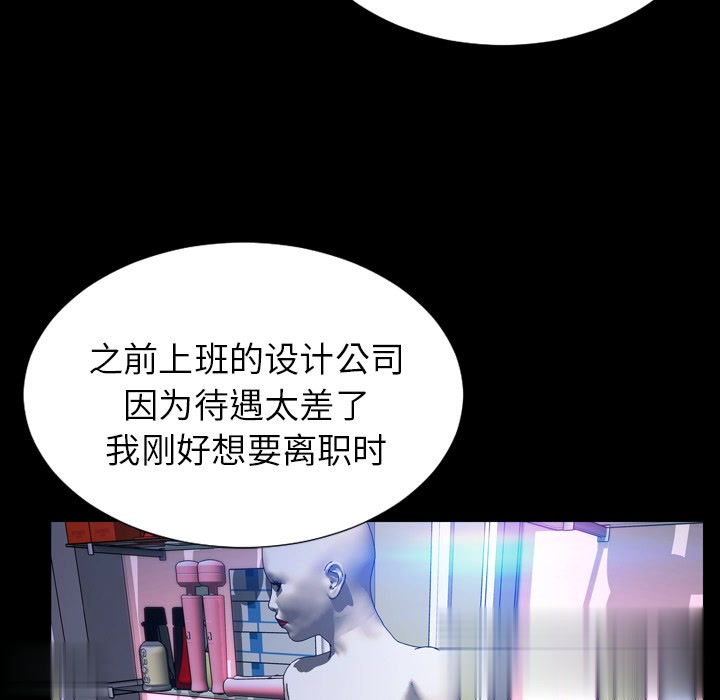 之前上班的设计公司
因为待遇太差了
我刚好想要离职时